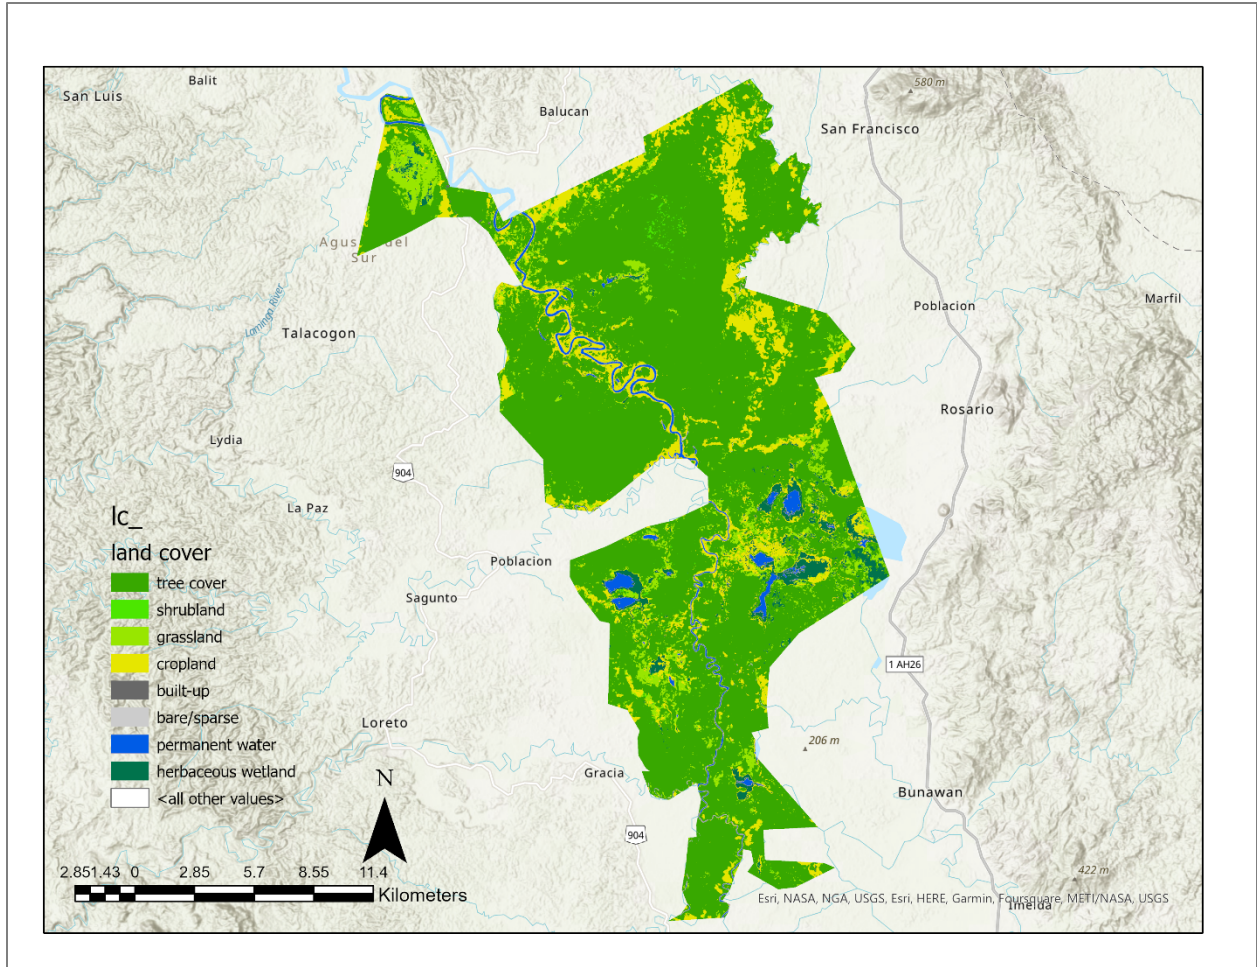 Balit
San Luis
580 m
Balucan
San Francisco
Sur
Laminga River
Marfil
Poblacion
Talacogon
Rosario
Lydia
904
La Paz
lc_
land cover
Poblacion
tree cover
Sagunto
shrubland
grassland
cropland
1 AH26
built-up
bare/sparse
Loreto
permanent water
206 m
herbaceous wetland
Gracia
<all other values>
N
Bunawan
904
2.851.43 0 2.85 5.7 8.55 11.4
Kilometers
422 m
Esri, NASA, NGA, USGS, Esri, HERE, Garmin, Foursquare, METI/NASA, USGS
Imelda